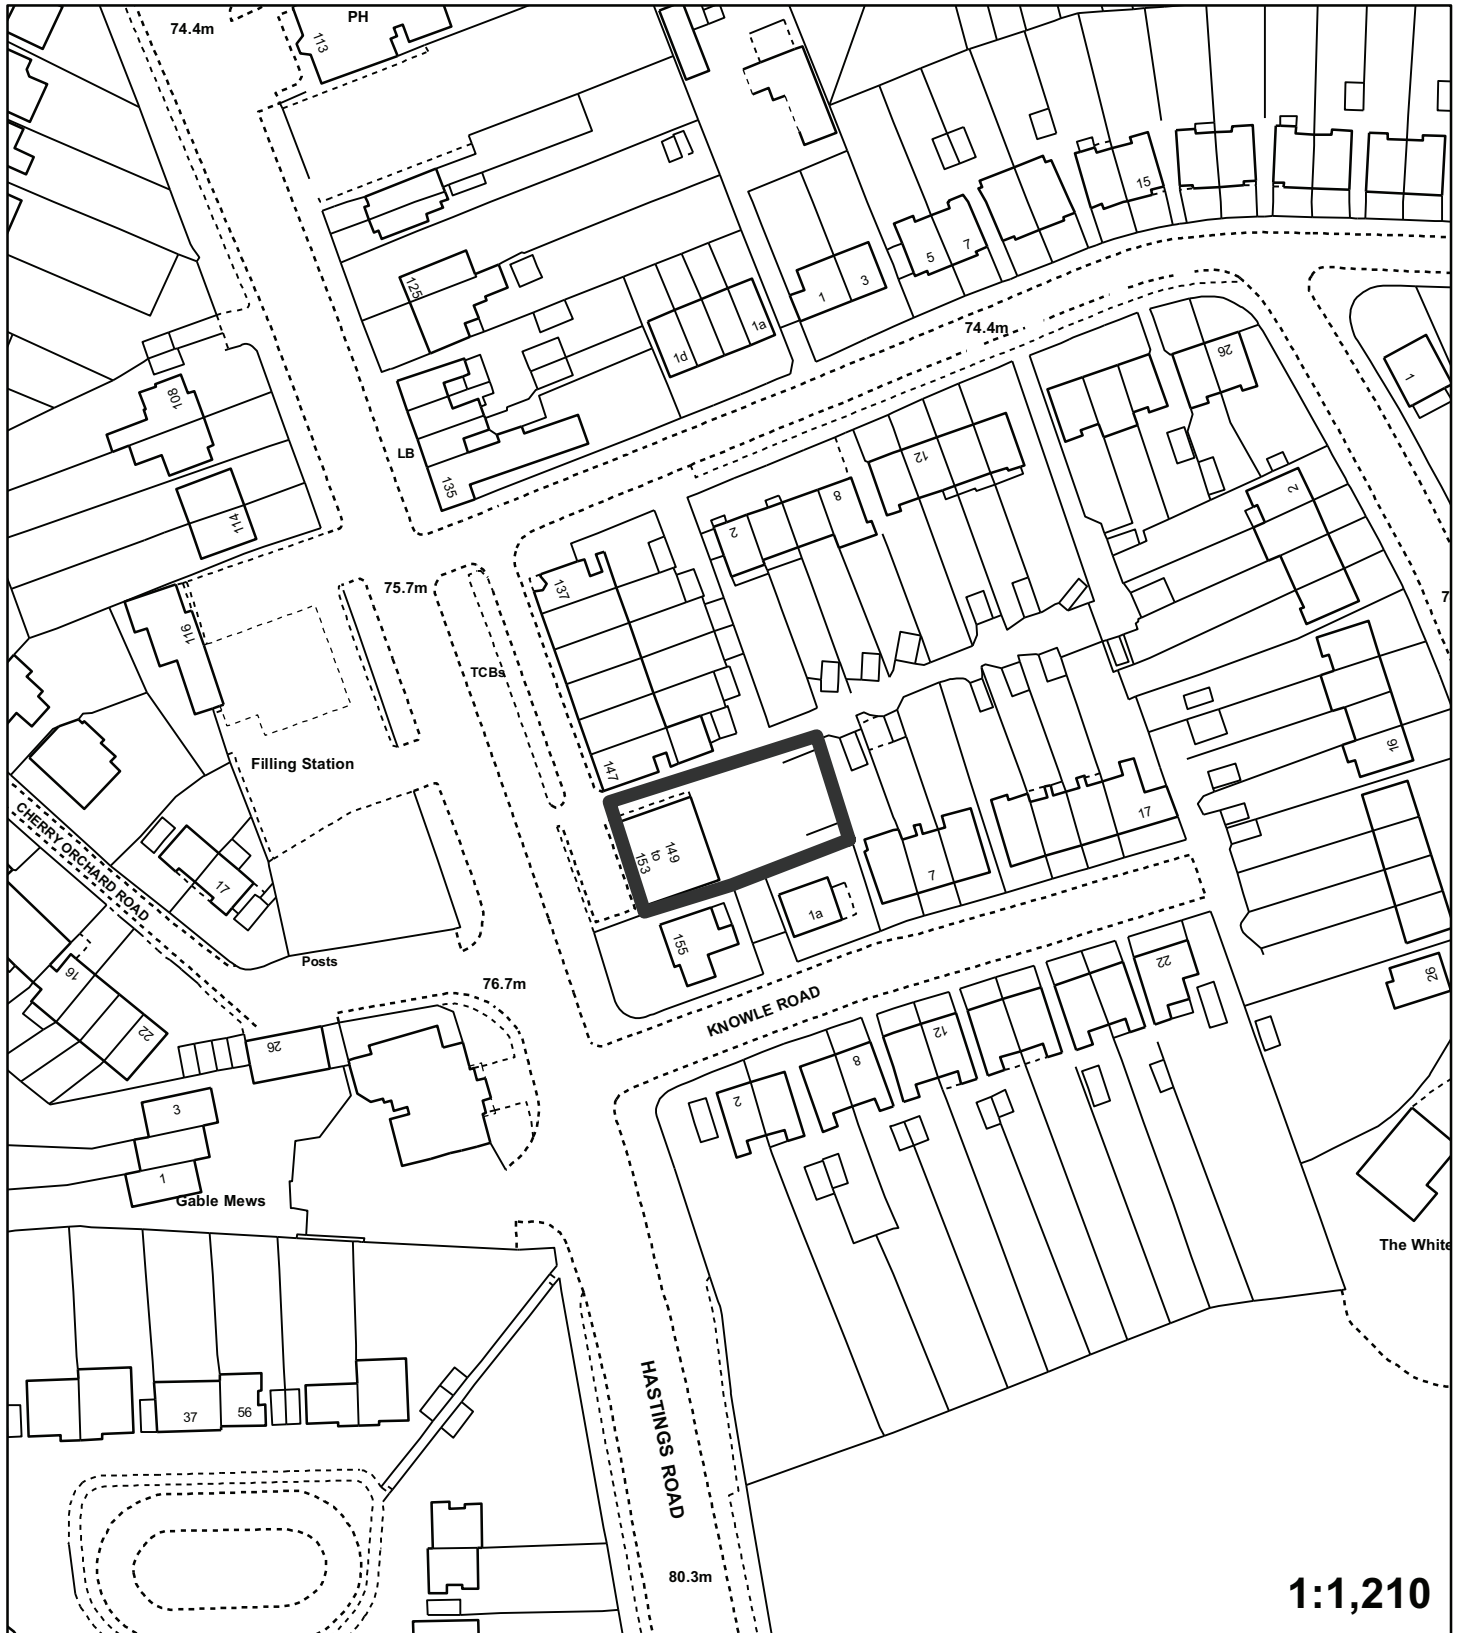 74.4m
PH
113
125
1d
1a
1
3
5
7
15
74.4m
26
1
108
LB
135
114
12
8
2
2
137
75.7m
116
TCBs
7
147
Filling Station
16
CHERRY ORCHARD ROAD
149
to
153
17
7
17
1a
155
Posts
76.7m
KNOWLE ROAD
16
22
26
22
26
12
8
2
3
1
Gable Mews
The White
HASTINGS ROAD
37
56
80.3m
1:1,210